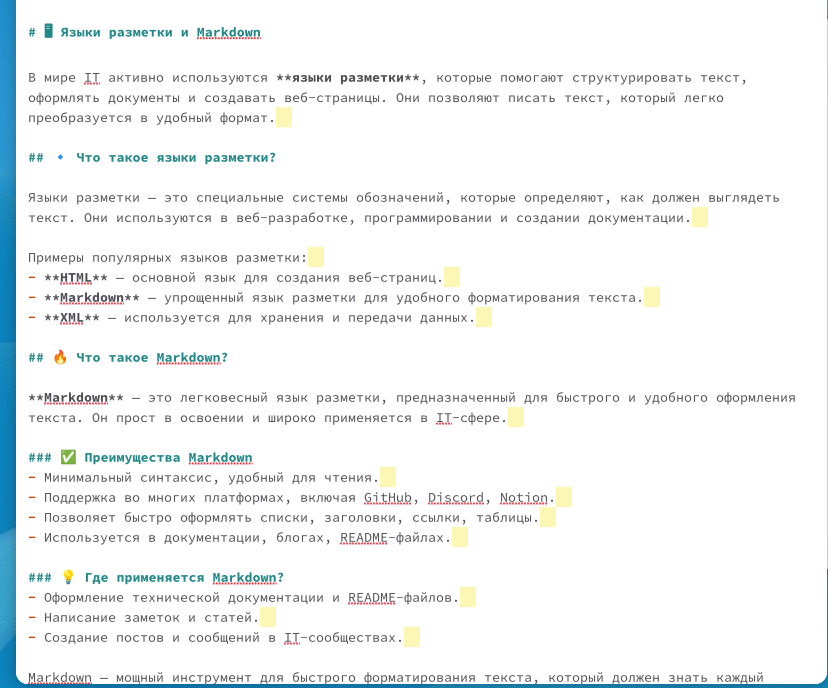 # 🖥️ Языки разметки и Markdown
В мире IT активно используются **языки разметки**, которые помогают структурировать текст,
оформлять документы и создавать веб-страницы. Они позволяют писать текст, который легко
преобразуется в удобный формат.
## 🔹 Что такое языки разметки?
Языки разметки — это специальные системы обозначений, которые определяют, как должен выглядеть
текст. Они используются в веб-разработке, программировании и создании документации.
Примеры популярных языков разметки:
- **HTML** — основной язык для создания веб-страниц.
- **Markdown** — упрощенный язык разметки для удобного форматирования текста.
- **XML** — используется для хранения и передачи данных.
## 🔥 Что такое Markdown?
**Markdown** — это легковесный язык разметки, предназначенный для быстрого и удобного оформления
текста. Он прост в освоении и широко применяется в IT-сфере.
### ✅ Преимущества Markdown
- Минимальный синтаксис, удобный для чтения.
- Поддержка во многих платформах, включая GitHub, Discord, Notion.
- Позволяет быстро оформлять списки, заголовки, ссылки, таблицы.
- Используется в документации, блогах, README-файлах.
### 💡 Где применяется Markdown?
- Оформление технической документации и README-файлов.
- Написание заметок и статей.
- Создание постов и сообщений в IT-сообществах.
Markdown — мощный инструмент для быстрого форматирования текста, который должен знать каждый